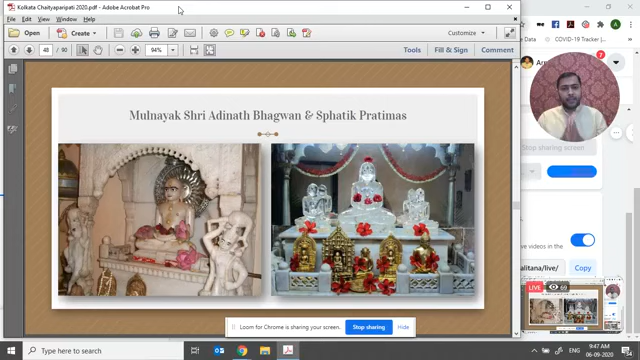 Kolkata Chaityaparipati 2020.pdf - Adobe Acrobat Pro
File Edit View Window Help
Open
Create
Customize
48 / 90
94%
Tools
Fill & Sign
Comment
Mulnayak Shri Adinath Bhagwan & Sphatik Pratimas
Loom for Chrome is sharing your screen.
Stop sharing
Hide
COVID-19 Tracker
7
Stop sharing screen
videos in the
alitana/live/
Copy
LIVE
69
Type here to search
ENG
9:47 AM
06-09-2020